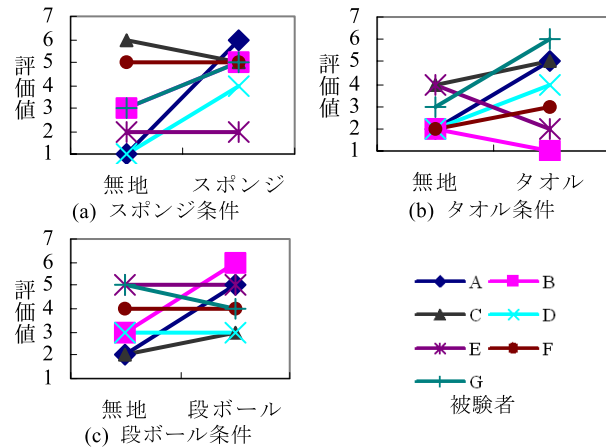 評価値
7
6
5
4
3
2
1
無地 スポンジ
(a) スポンジ条件
評価値
7
6
5
4
3
2
1
無地 タオル
(b) タオル条件
評価値
7
6
5
4
3
2
1
無地 段ボール
(c) 段ボール条件
A B
C D
E F
G
被験者